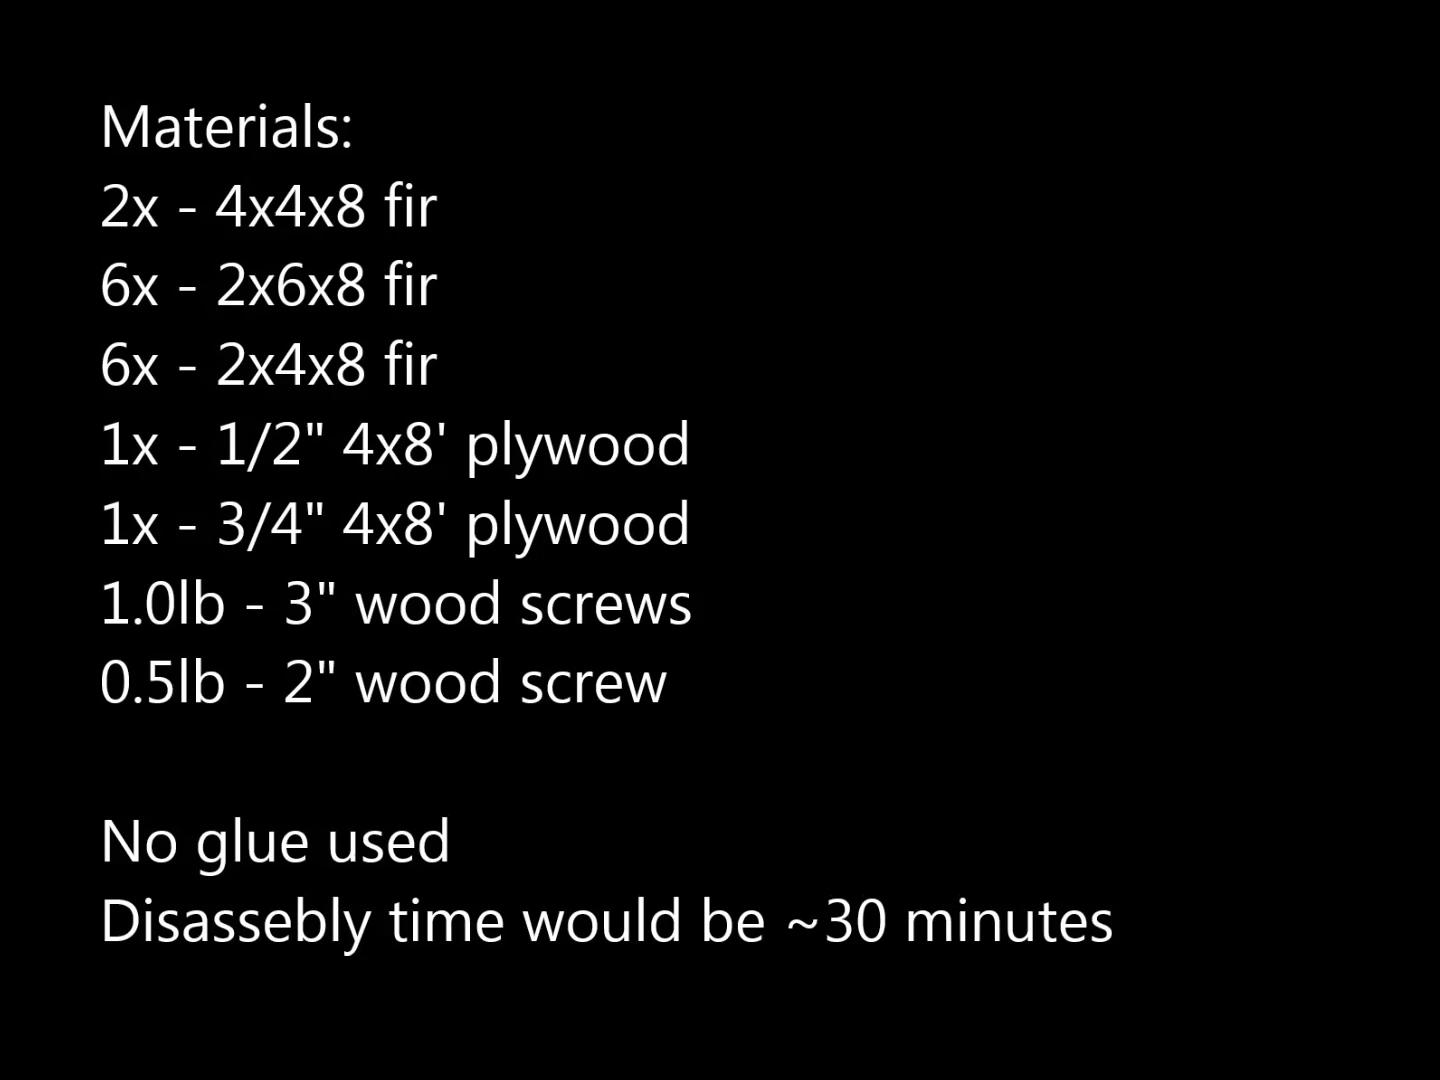 Materials:
2x - 4x4x8 fir
6x - 2x6x8 fir
6x - 2x4x8 fir
1x - 1/2" 4x8' plywood
1x - 3/4" 4x8' plywood
1.0lb - 3" wood screws
0.5lb - 2" wood screw
No glue used
Disassebly time would be ~30 minutes